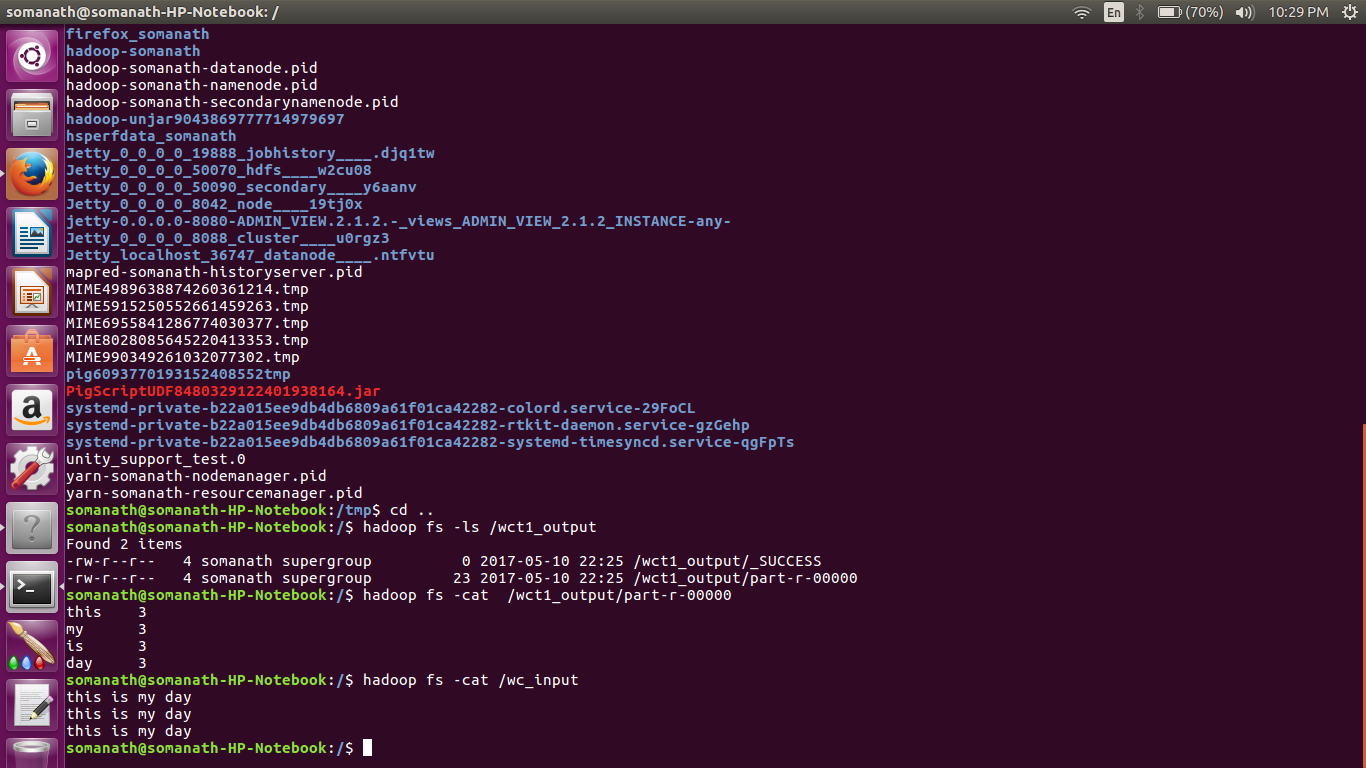 somanath@somanath-HP-Notebook: /
En
(70%)
10:29 PM
firefox_somanath
hadoop-somanath
hadoop-somanath-datanode.pid
hadoop-somanath-namenode.pid
hadoop-somanath-secondarynamenode.pid
hadoop-unjar9043869777714979697
hsperfdata_somanath
Jetty_0_0_0_0_19888_jobhistory____.djq1tw
Jetty_0_0_0_0_50070_hdfs____w2cu08
Jetty_0_0_0_0_50090_secondary____y6aanv
Jetty_0_0_0_0_8042_node____19tj0x
jetty-0.0.0.0-8080-ADMIN_VIEW.2.1.2.-_views_ADMIN_VIEW_2.1.2_INSTANCE-any-
Jetty_0_0_0_0_8088_cluster____u0rgz3
Jetty_localhost_36747_datanode____.ntfvtu
mapred-somanath-historyserver.pid
MIME4989638874260361214.tmp
MIME5915250552661459263.tmp
MIME6955841286774030377.tmp
MIME8028085645220413353.tmp
MIME990349261032077302.tmp
pig6093770193152408552tmp
PigScriptUDF8480329122401938164.jar
systemd-private-b22a015ee9db4db6809a61f01ca42282-colord.service-29FoCL
systemd-private-b22a015ee9db4db6809a61f01ca42282-rtkit-daemon.service-gzGehp
systemd-private-b22a015ee9db4db6809a61f01ca42282-systemd-timesyncd.service-qgFpTs
unity_support_test.0
yarn-somanath-nodemanager.pid
yarn-somanath-resourcemanager.pid
somanath@somanath-HP-Notebook:/tmp$ cd ..
somanath@somanath-HP-Notebook:/$ hadoop fs -ls /wct1_output
Found 2 items
-rw-r--r--   4 somanath supergroup          0 2017-05-10 22:25 /wct1_output/_SUCCESS
-rw-r--r--   4 somanath supergroup         23 2017-05-10 22:25 /wct1_output/part-r-00000
somanath@somanath-HP-Notebook:/$ hadoop fs -cat  /wct1_output/part-r-00000
this    3
my      3
is      3
day     3
somanath@somanath-HP-Notebook:/$ hadoop fs -cat /wc_input
this is my day
this is my day
this is my day
somanath@somanath-HP-Notebook:/$